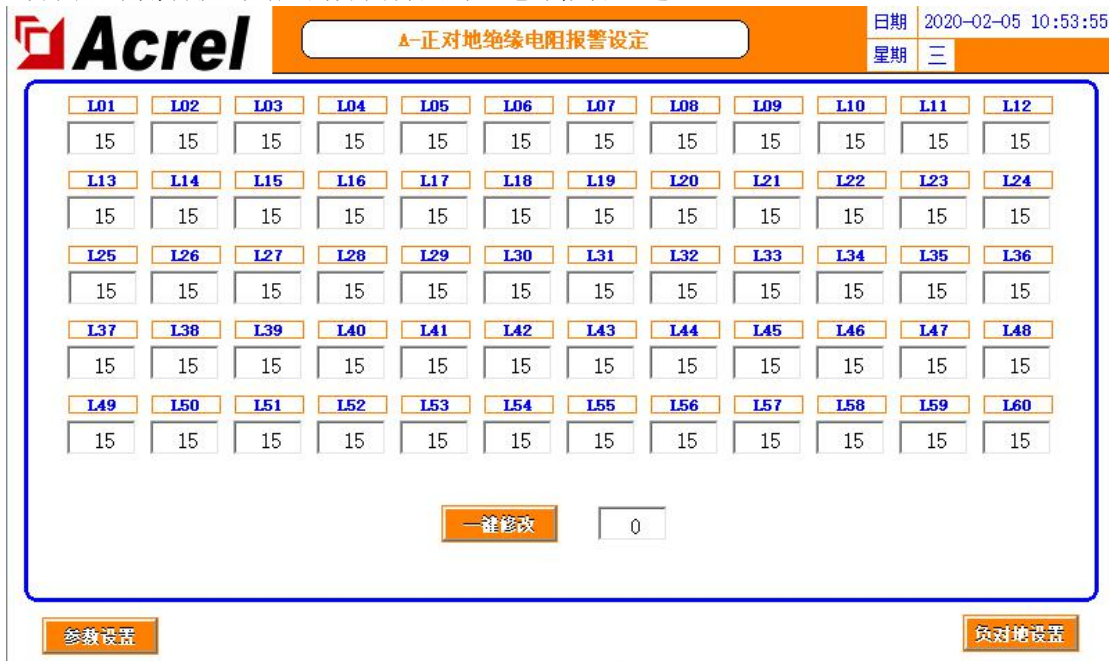 Acrel
A-正对地绝缘电阻报警设定
日期 2020-02-05 10:53:55
星期 三
L01 L02 L03 L04 L05 L06 L07 L08 L09 L10 L11 L12
15 15 15 15 15 15 15 15 15 15 15 15
L13 L14 L15 L16 L17 L18 L19 L20 L21 L22 L23 L24
15 15 15 15 15 15 15 15 15 15 15 15
L25 L26 L27 L28 L29 L30 L31 L32 L33 L34 L35 L36
15 15 15 15 15 15 15 15 15 15 15 15
L37 L38 L39 L40 L41 L42 L43 L44 L45 L46 L47 L48
15 15 15 15 15 15 15 15 15 15 15 15
L49 L50 L51 L52 L53 L54 L55 L56 L57 L58 L59 L60
15 15 15 15 15 15 15 15 15 15 15 15
一键修改 0
参数设置 负对地设置